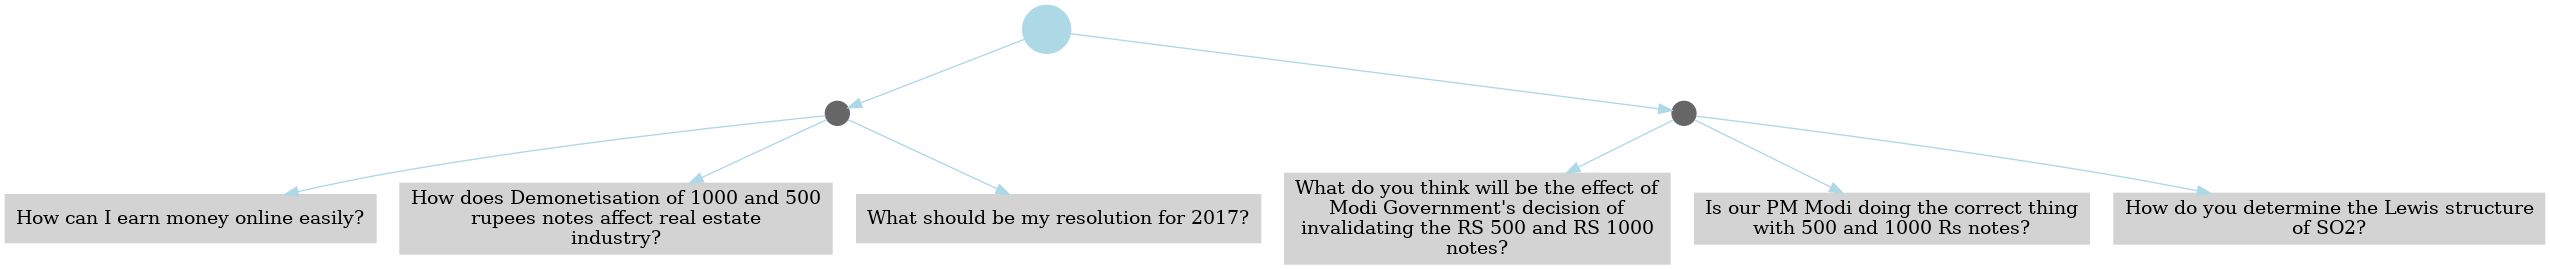 How can I earn money online easily?
How does Demonetisation of 1000 and 500
rupees notes affect real estate
industry?
What should be my resolution for 2017?
What do you think will be the effect of
Modi Government's decision of
invalidating the RS 500 and RS 1000
notes?
Is our PM Modi doing the correct thing
with 500 and 1000 Rs notes?
How do you determine the Lewis structure
of SO2?